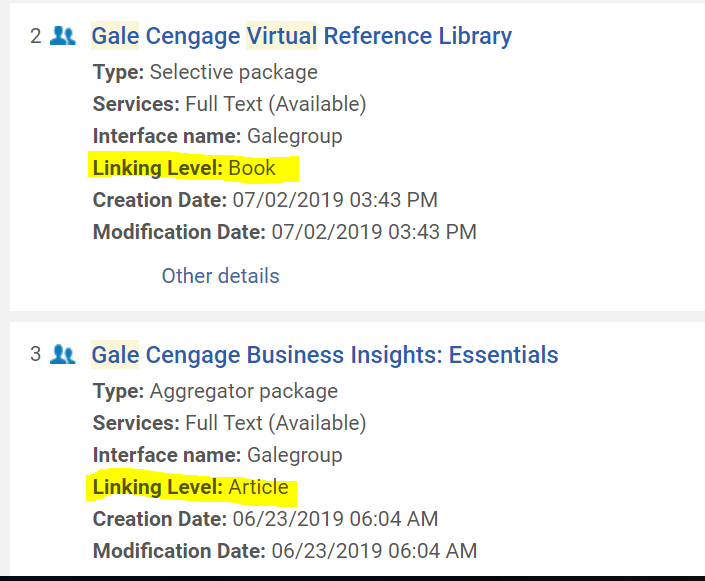 2 Gale Cengage Virtual Reference Library
Type: Selective package
Services: Full Text (Available)
Interface name: Galegroup
Linking Level: Book
Creation Date: 07/02/2019 03:43 PM
Modification Date: 07/02/2019 03:43 PM
Other details
3 Gale Cengage Business Insights: Essentials
Type: Aggregator package
Services: Full Text (Available)
Interface name: Galegroup
Linking Level: Article
Creation Date: 06/23/2019 06:04 AM
Modification Date: 06/23/2019 06:04 AM